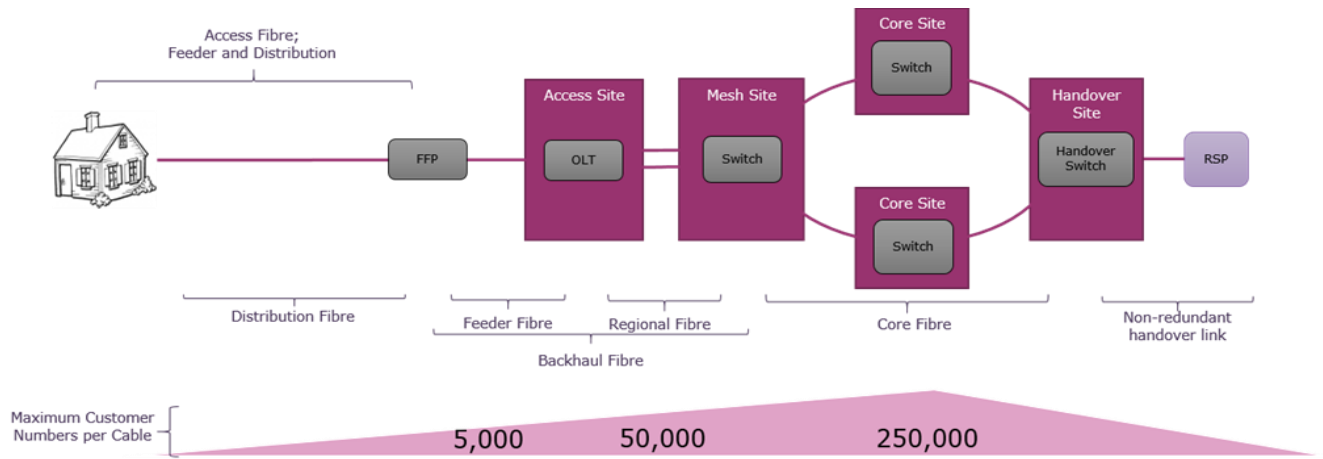 Access Fibre;
Feeder and Distribution
Core Site
Switch
Access Site
Mesh Site
Handover
Site
FFP
OLT
Switch
Handover
Switch
RSP
Core Site
Switch
Distribution Fibre
Feeder Fibre
Regional Fibre
Core Fibre
Non-redundant
handover link
Backhaul Fibre
Maximum Customer
Numbers per Cable
5,000
50,000
250,000